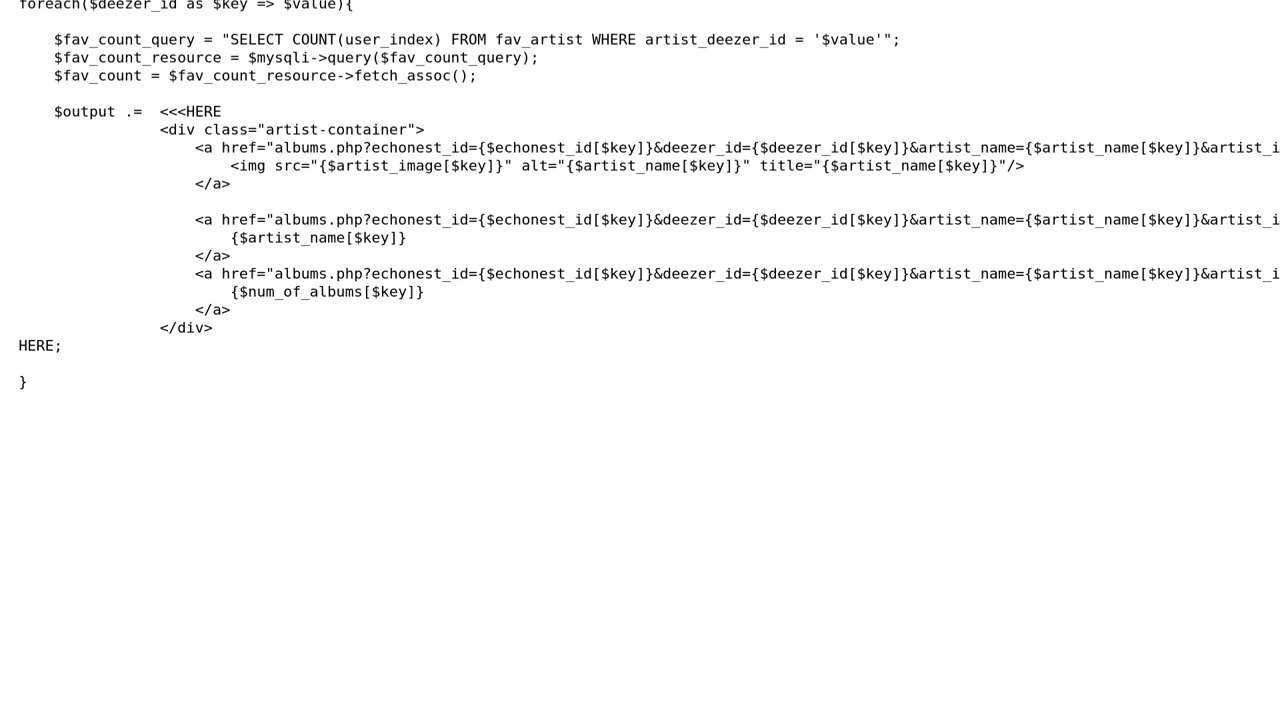 foreach($deezer_id as $key => $value){
$fav_count_query = "SELECT COUNT(user_index) FROM fav_artist WHERE artist_deezer_id = '$value'";
$fav_count_resource = $mysqli->query($fav_count_query);
$fav_count = $fav_count_resource->fetch_assoc();
$output .=  <<<HERE
<div class="artist-container">
<a href="albums.php?echonest_id={$echonest_id[$key]}&deezer_id={$deezer_id[$key]}&artist_name={$artist_name[$key]}&artist_i
<img src="{$artist_image[$key]}" alt="{$artist_name[$key]}" title="{$artist_name[$key]}"/>
</a>
<a href="albums.php?echonest_id={$echonest_id[$key]}&deezer_id={$deezer_id[$key]}&artist_name={$artist_name[$key]}&artist_i
{$artist_name[$key]}
</a>
<a href="albums.php?echonest_id={$echonest_id[$key]}&deezer_id={$deezer_id[$key]}&artist_name={$artist_name[$key]}&artist_i
{$num_of_albums[$key]}
</a>
</div>
HERE;
}